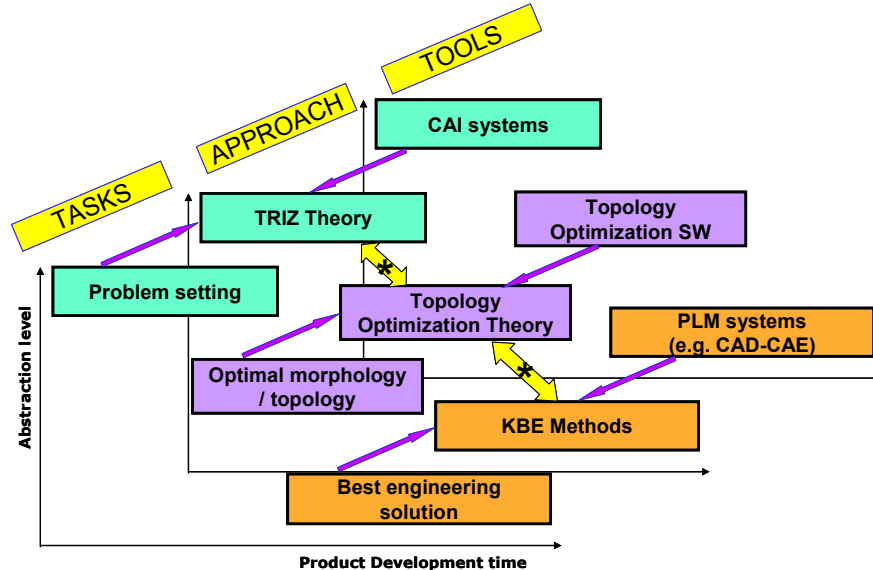 TOOLS
APPROACH
TASKS
CAI systems
TRIZ Theory
Topology
Optimization SW
Problem setting
Topology
Optimization Theory
PLM systems
(e.g. CAD-CAE)
Optimal morphology
/ topology
KBE Methods
Best engineering
solution
*
*
Abstraction level
Product Development time